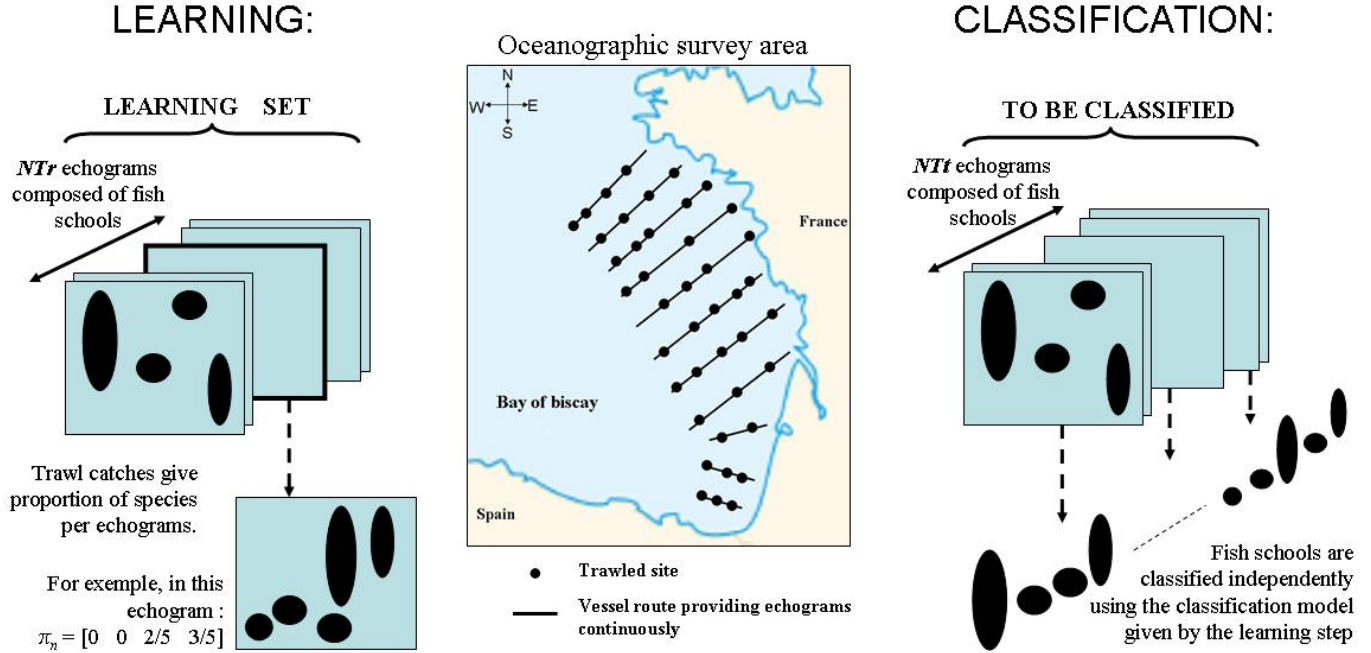 LEARNING:
LEARNING SET
NTr echograms
composed of fish
schools
Trawl catches give
proportion of species
per echograms.
For exemple, in this
echogram :
πn = [0 0 2/5 3/5]
Oceanographic survey area
N
W E
S
France
Bay of biscay
Spain
Trawled site
Vessel route providing echograms
continuously
CLASSIFICATION:
TO BE CLASSIFIED
NTt echograms
composed of fish
schools
Fish schools are
classified independently
using the classification model
given by the learning step